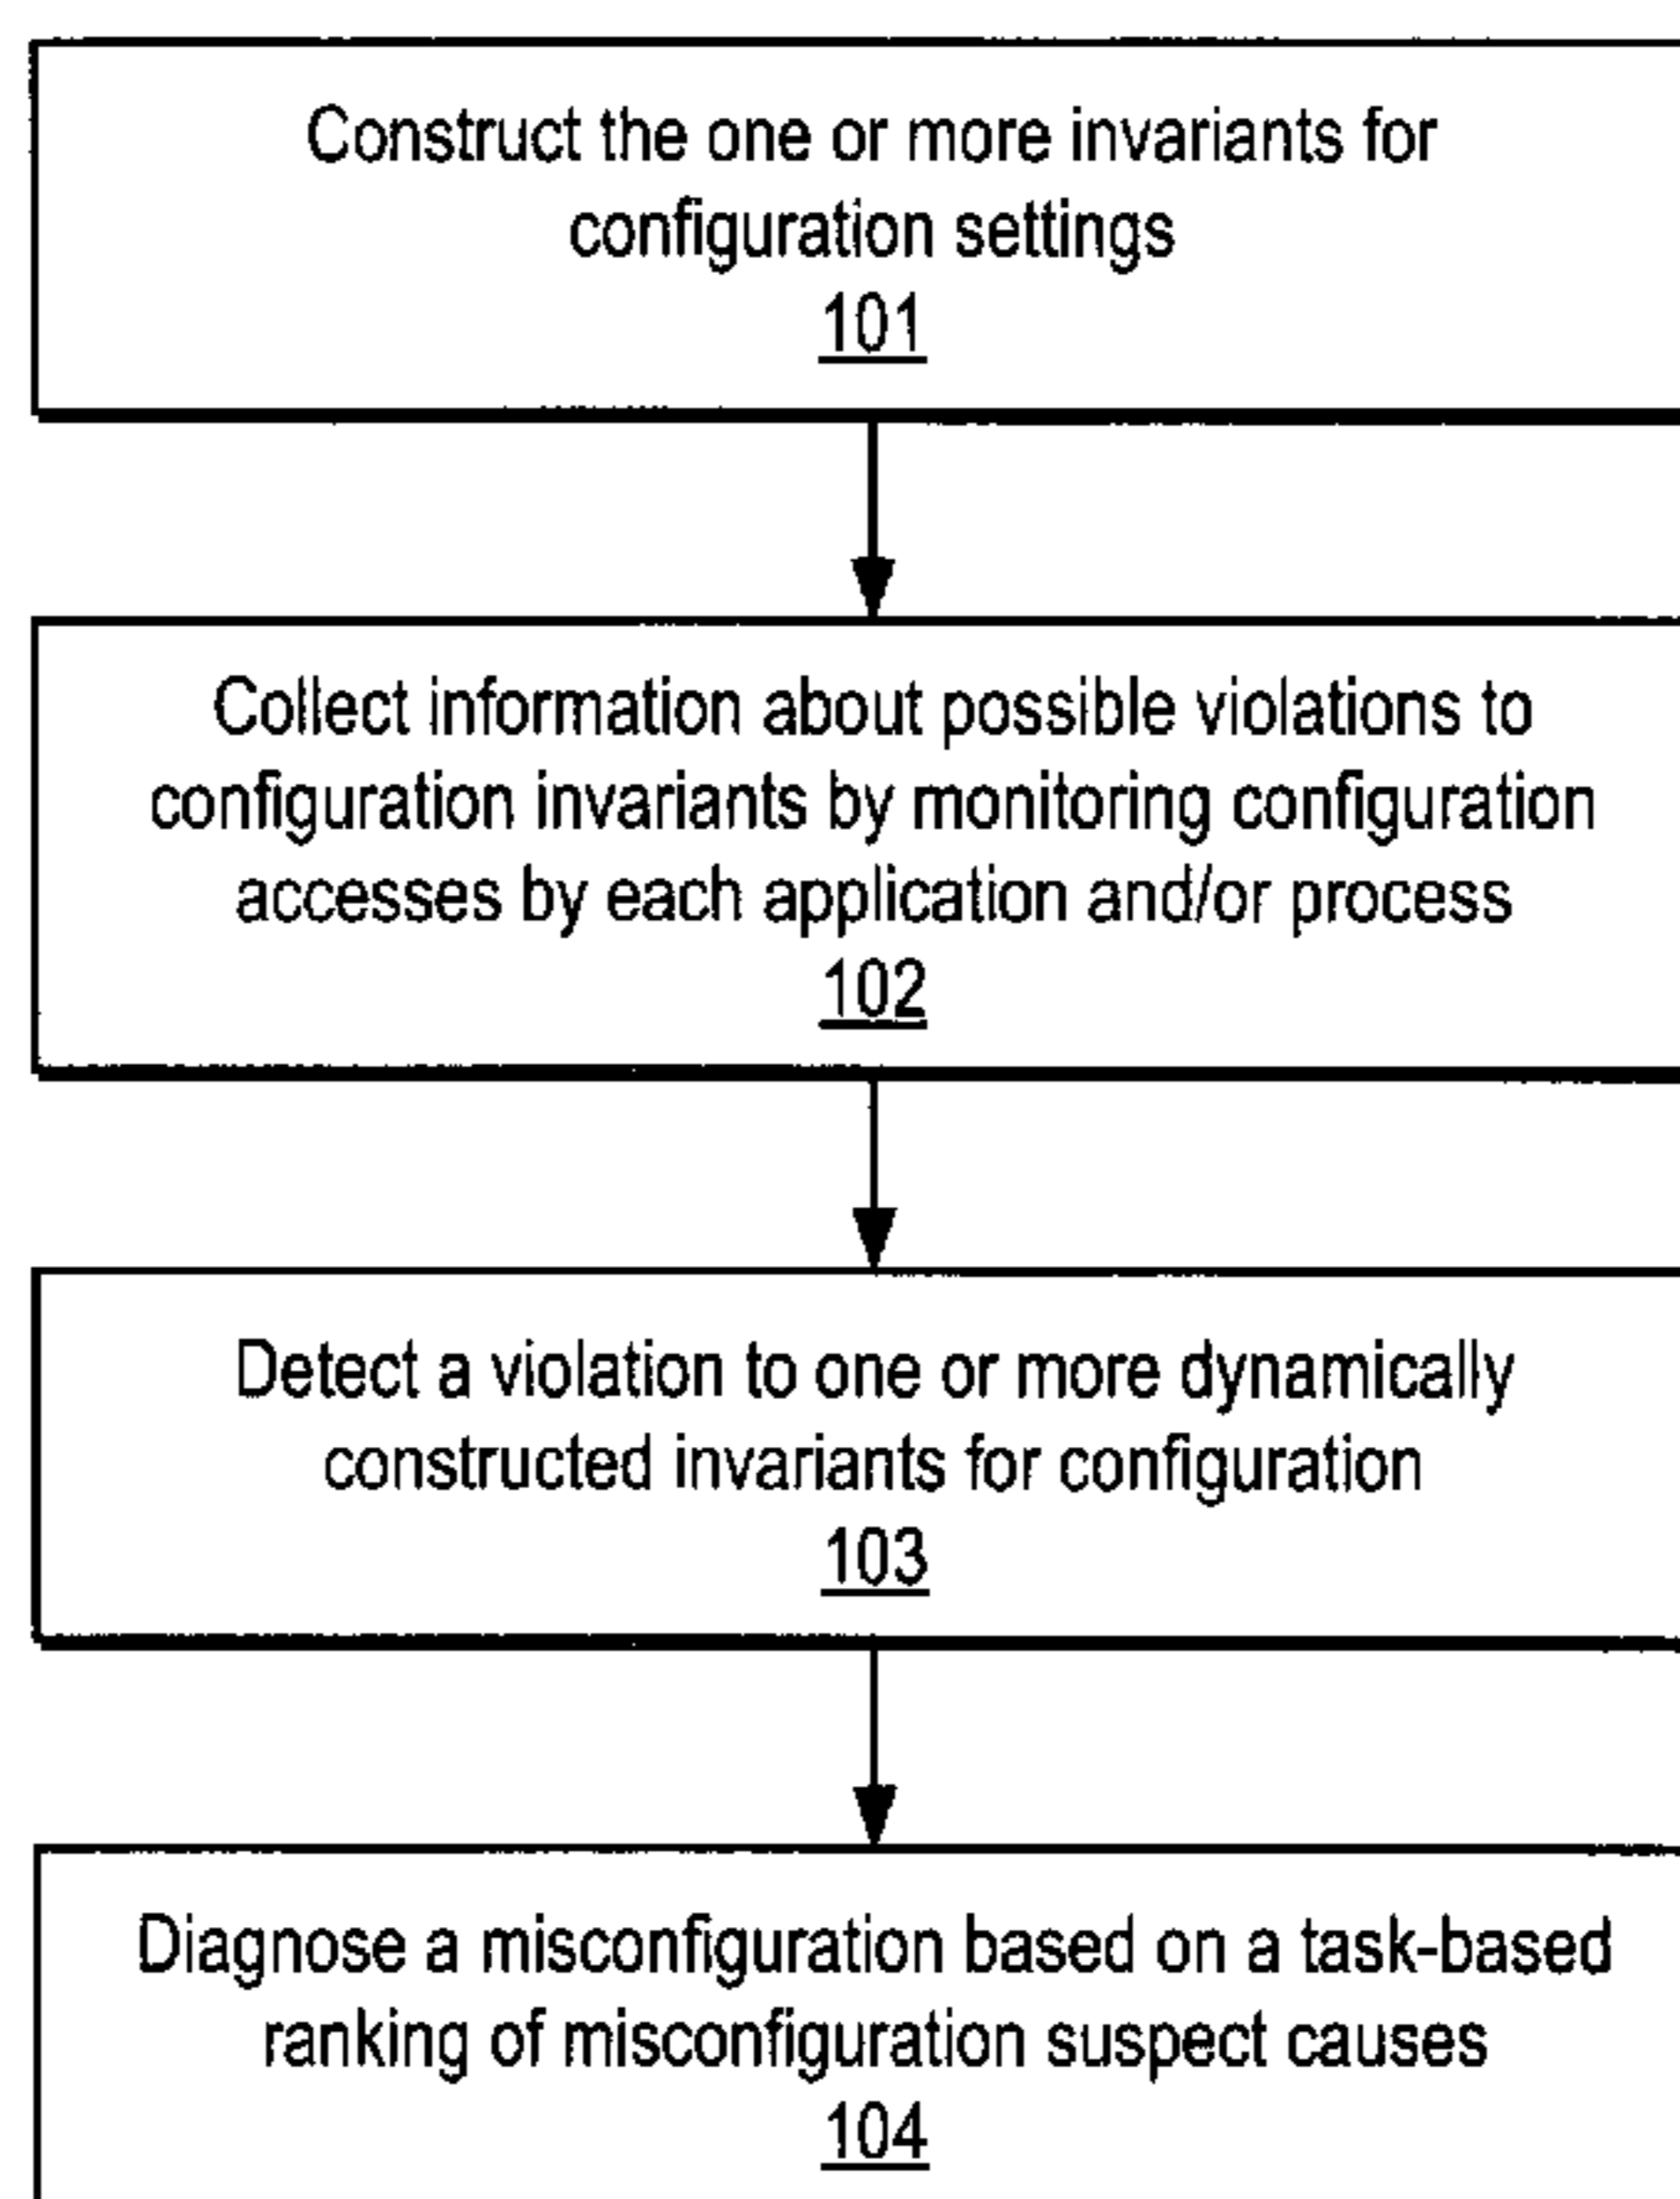 Construct the one or more invariants for
configuration settings
101
Collect information about possible violations to
configuration invariants by monitoring configuration
accesses by each application and/or process
102
Detect a violation to one or more dynamically
constructed invariants for configuration
103
Diagnose a misconfiguration based on a task-based
ranking of misconfiguration suspect causes
104